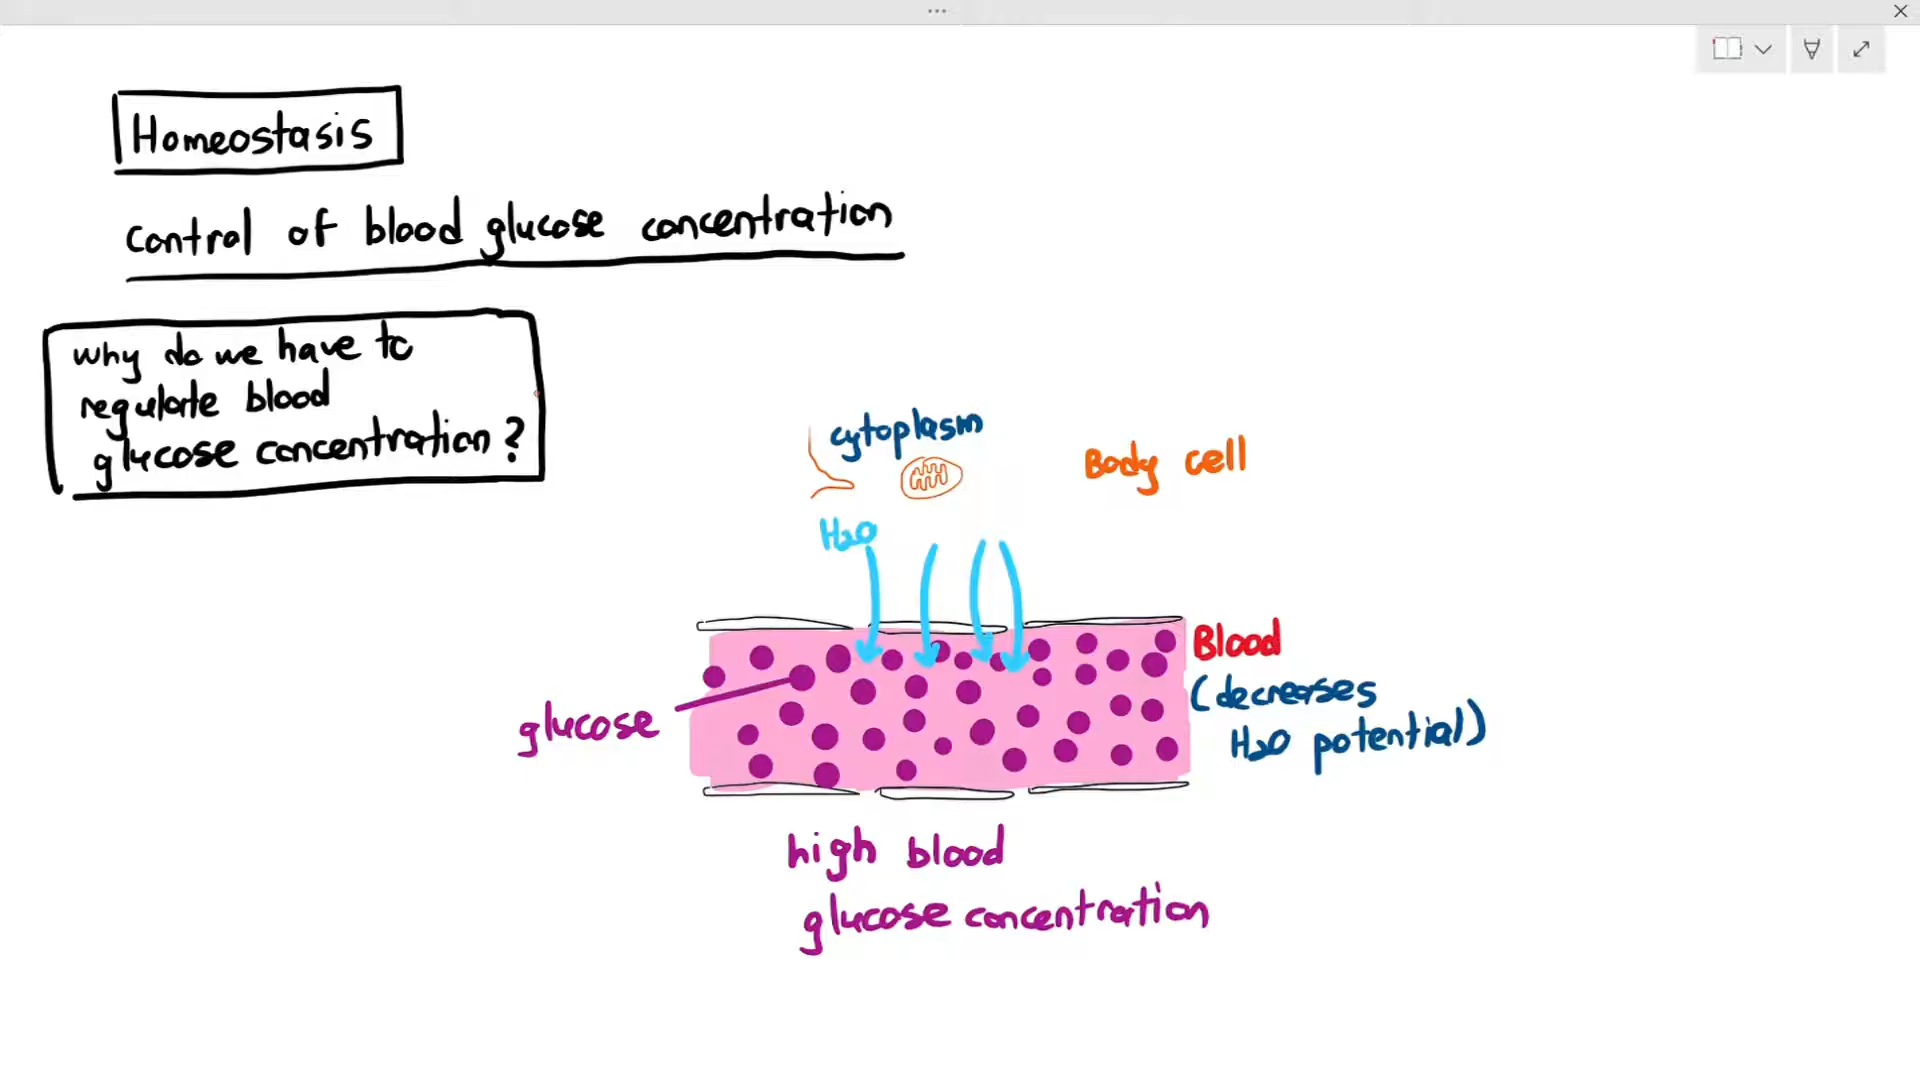 Homeostasis
control of blood glucose concentration
why do we have to
regulate blood
glucose concentration?
cytoplasm
Body cell
H2O
Blood
(decreases
H2O potential)
glucose
high blood
glucose concentration